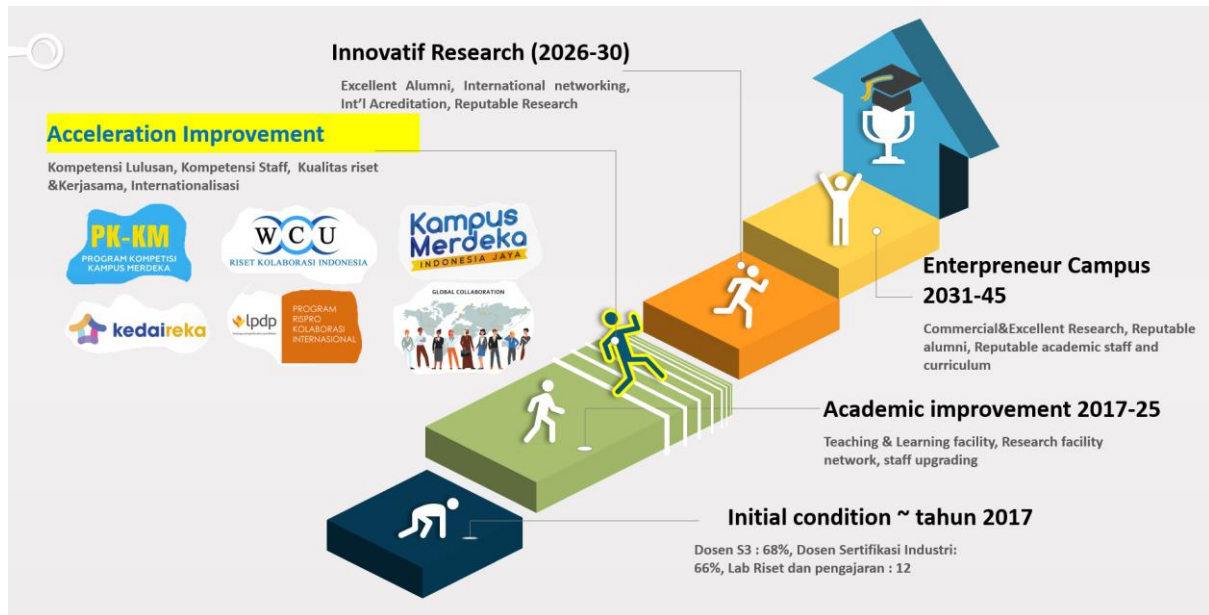 Innovatif Research (2026-30)
Excellent Alumni, International networking,
Int'l Acreditation, Reputable Research
Acceleration Improvement
Kompetensi Lulusan, Kompetensi Staff, Kualitas riset
&Kerjasama, Internationalisasi
PK-KM
PROGRAM KOMPETISI
KAMPUS MERDEKA
WCU
RISET KOLABORASI INDONESIA
Kampus
Merdeka
INDONESIA JAYA
kedaireka
lpdp
PROGRAM
RISPRO
KOLABORASI
INTERNASIONAL
GLOBAL COLLABORATION
Enterpreneur Campus
2031-45
Commercial&Excellent Research, Reputable
alumni, Reputable academic staff and
curriculum
Academic improvement 2017-25
Teaching & Learning facility, Research facility
network, staff upgrading
Initial condition ~ tahun 2017
Dosen S3 : 68%, Dosen Sertifikasi Industri:
66%, Lab Riset dan pengajaran : 12